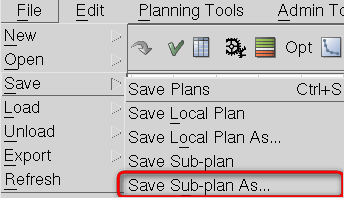 File Edit Planning Tools Admin To
New
Open Opt
Save
Save Plans Ctrl+S
Load
Save Local Plan
Unload
Save Local Plan As...
Export
Save Sub-plan
Refresh
Save Sub-plan As...